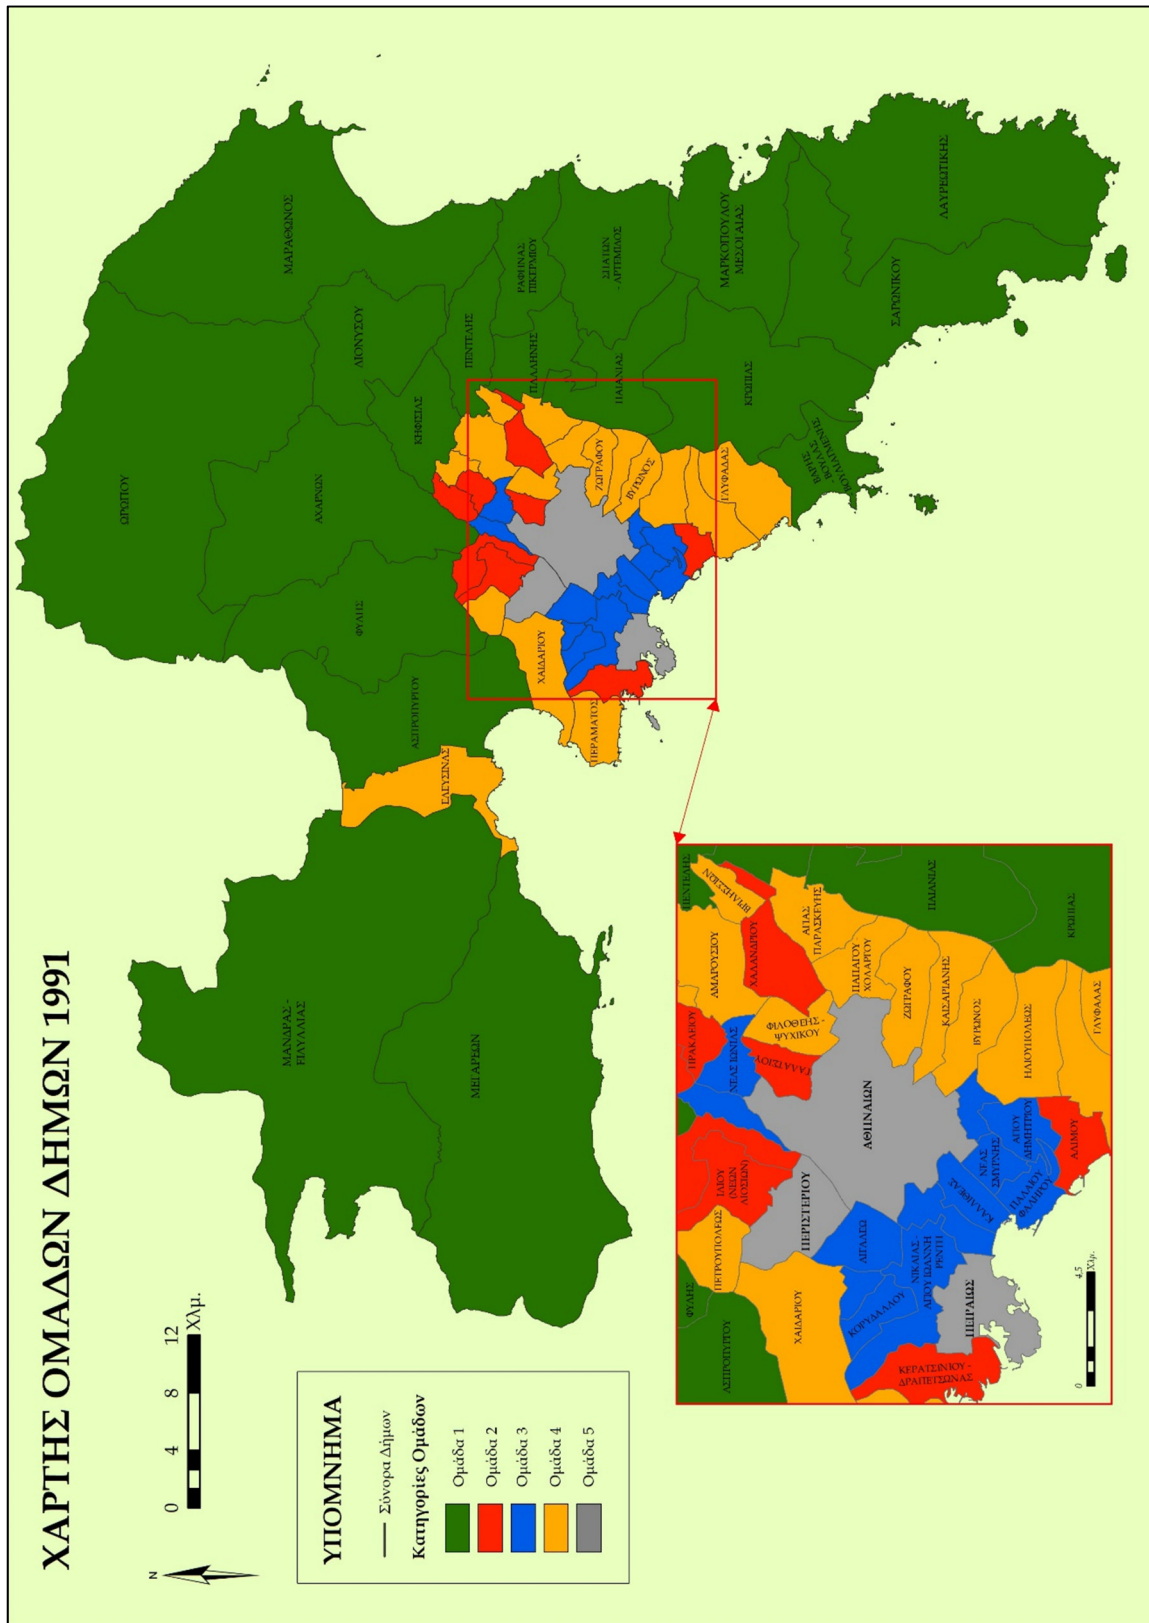 ΧΑΡΤΗΣ ΟΜΑΔΩΝ ΔΗΜΩΝ 1991
N
0 4 8 12
Χλμ.
ΥΠΟΜΝΗΜΑ
Σύνορα Δήμων
Κατηγορίες Ομάδων
Ομάδα 1
Ομάδα 2
Ομάδα 3
Ομάδα 4
Ομάδα 5
ΩΡΩΠΟΥ
ΜΑΡΑΘΩΝΟΣ
ΔΙΟΝΥΣΟΥ
ΑΧΑΡΝΩΝ
ΚΗΦΙΣΙΑΣ
ΠΕΝΤΕΛΗΣ
ΡΑΦΗΝΑΣ
ΠΙΚΕΡΜΙΟΥ
ΠΑΛΛΗΝΗΣ
ΣΠΑΤΩΝ
- ΑΡΤΕΜΙΔΟΣ
ΠΑΙΑΝΙΑΣ
ΜΑΡΚΟΠΟΥΛΟΥ
ΜΕΣΟΓΑΙΑΣ
ΚΡΩΠΙΑΣ
ΛΑΥΡΕΩΤΙΚΗΣ
ΣΑΡΩΝΙΚΟΥ
ΒΑΡΗΣ
- ΒΟΥΛΑΣ
ΒΟΥΛΙΑΓΜΕΝΗΣ
ΓΛΥΦΑΔΑΣ
ΒΥΡΩΝΟΣ
ΖΩΓΡΑΦΟΥ
ΦΥΛΗΣ
ΑΣΠΡΟΠΥΡΓΟΥ
ΧΑΙΔΑΡΙΟΥ
ΠΕΡΑΜΑΤΟΣ
ΕΛΕΥΣΙΝΑΣ
ΜΑΝΔΡΑΣ -
ΕΙΔΥΛΛΙΑΣ
ΜΕΓΑΡΕΩΝ
ΦΥΛΗΣ
ΑΣΠΡΟΠΥΡΓΟΥ
ΠΕΤΡΟΥΠΟΛΕΩΣ
ΙΛΙΟΥ
(ΝΕΩΝ
ΛΙΟΣΙΩΝ)
ΗΡΑΚΛΕΙΟΥ
ΝΕΑΣ ΙΩΝΙΑΣ
ΑΜΑΡΟΥΣΙΟΥ
ΠΕΝΤΕΛΗΣ
ΒΡΙΛΗΣΣΙΩΝ
ΧΑΛΑΝΔΡΙΟΥ
ΑΓΙΑΣ
ΠΑΡΑΣΚΕΥΗΣ
ΦΙΛΟΘΕΗΣ -
ΨΥΧΙΚΟΥ
ΓΑΛΑΤΣΙΟΥ
ΠΑΠΑΓΟΥ -
ΧΟΛΑΡΓΟΥ
ΖΩΓΡΑΦΟΥ
ΚΑΙΣΑΡΙΑΝΗΣ
ΒΥΡΩΝΟΣ
ΗΛΙΟΥΠΟΛΕΩΣ
ΓΛΥΦΑΔΑΣ
ΠΑΙΑΝΙΑΣ
ΚΡΩΠΙΑΣ
ΑΘΗΝΑΙΩΝ
ΠΕΡΙΣΤΕΡΙΟΥ
ΧΑΙΔΑΡΙΟΥ
ΑΙΓΑΛΕΩ
ΚΟΡΥΔΑΛΛΟΥ
ΝΙΚΑΙΑΣ -
ΑΓΙΟΥ ΙΩΑΝΝΗ
ΡΕΝΤΗ
ΚΕΡΑΤΣΙΝΙΟΥ -
ΔΡΑΠΕΤΣΩΝΑΣ
ΠΕΙΡΑΙΩΣ
ΚΑΛΛΙΘΕΑΣ
ΝΕΑΣ
ΣΜΥΡΝΗΣ
ΠΑΛΑΙΟΥ
ΦΑΛΗΡΟΥ
ΑΓΙΟΥ
ΔΗΜΗΤΡΙΟΥ
ΑΛΙΜΟΥ
0 4,5
Χλμ.